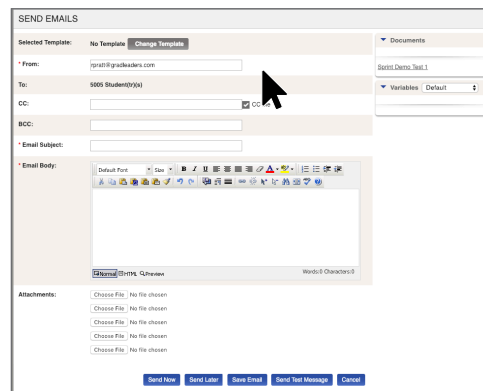 SEND EMAILS
Selected Template: No Template Change Template
* From: rpratt@gradleaders.com
To: 5005 Student(tr)(s)
CC: CC Me
BCC:
* Email Subject:
* Email Body:
Default Font Size B I U
Normal HTML Preview Words:0 Characters:0
Attachments: Choose File No file chosen
Choose File No file chosen
Choose File No file chosen
Choose File No file chosen
Choose File No file chosen
Send Now Send Later Save Email Send Test Message Cancel
Documents
Sprint Demo Test 1
Variables Default